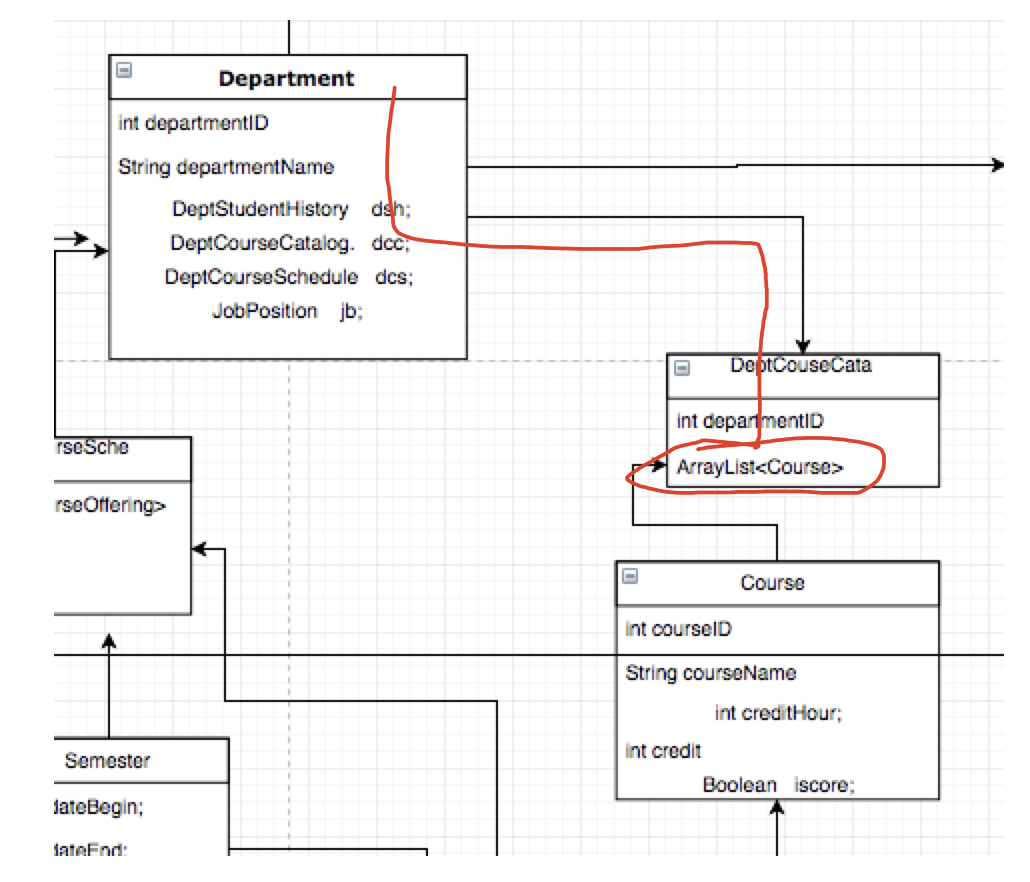 Department
int departmentID
String departmentName
DeptStudentHistory dsh;
DeptCourseCatalog. dcc;
DeptCourseSchedule dcs;
JobPosition jb;
DeptCouseCata
int departmentID
ArrayList<Course>
rseSche
rseOffering>
Course
int courseID
String courseName
int creditHour;
int credit
Boolean iscore;
Semester
dateBegin;
dateEnd;